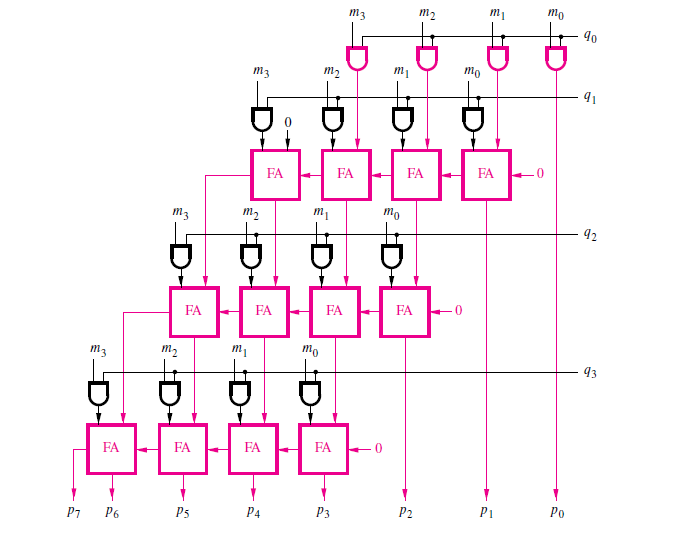 m₃ m₂ m₁ m₀
q₀
m₃ m₂ m₁ m₀
q₁
0
FA FA FA FA 0
m₃ m₂ m₁ m₀
q₂
FA FA FA FA 0
m₃ m₂ m₁ m₀
q₃
FA FA FA FA 0
p₇ p₆ p₅ p₄ p₃ p₂ p₁ p₀